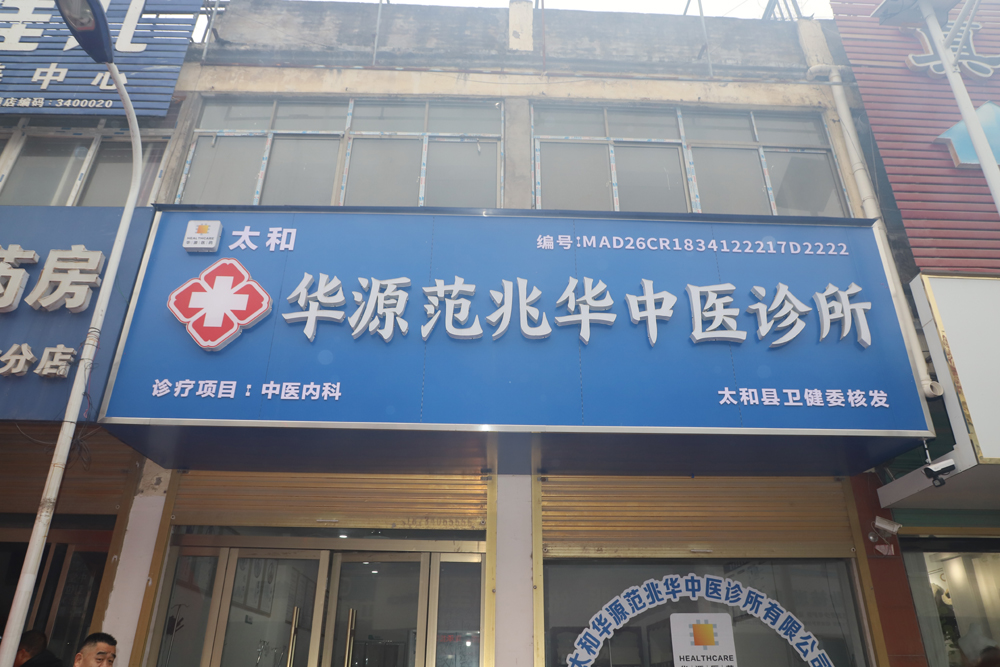 中心
店编码：3400020
药房
分店
HEALTHCARE
太和
编号:MAD26CR1834122217D2222
华源范兆华中医诊所
诊疗项目：中医内科
太和县卫健委核发
太和华源范兆华中医诊所有限公司
HEALTHCARE